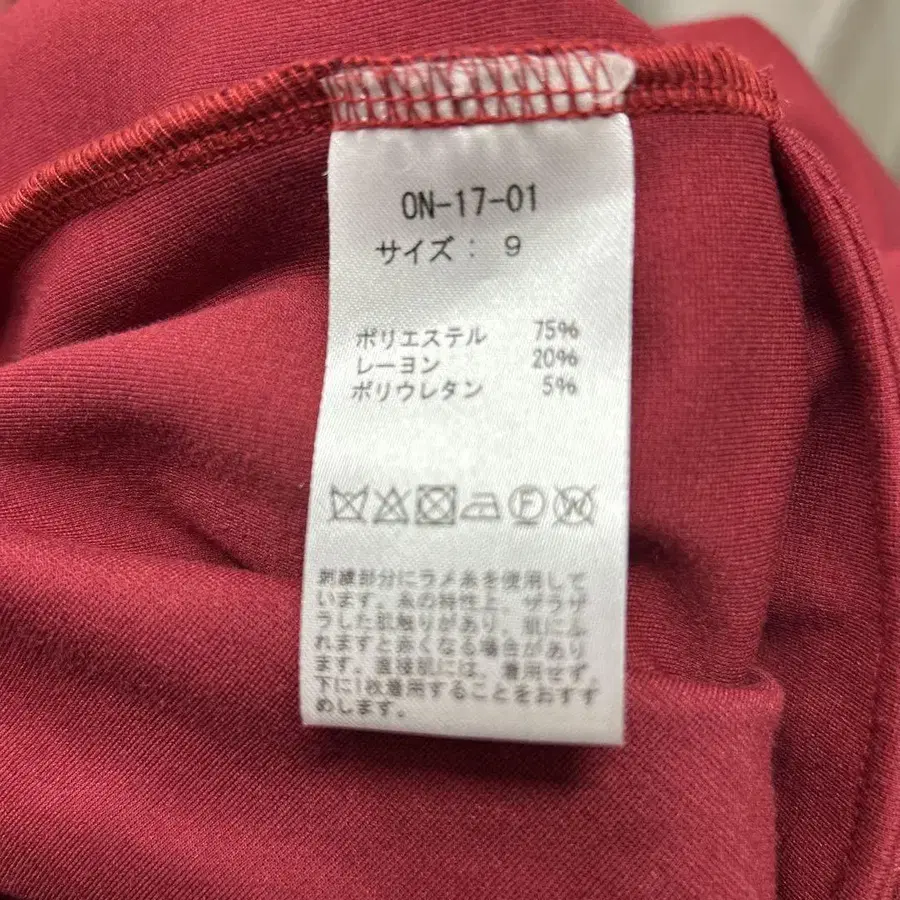 ON-17-01
サイズ: 9
ポリエステル 75%
レーヨン 20%
ポリウレタン 5%
F W
刺繍部分にラメ糸を使用して
います。糸の特性上、ザラザ
ラした肌触りがあり、肌にふ
れますと赤くなる場合があり
ます。直接肌には、着用せず、
下に1枚着用することをおすす
めします。